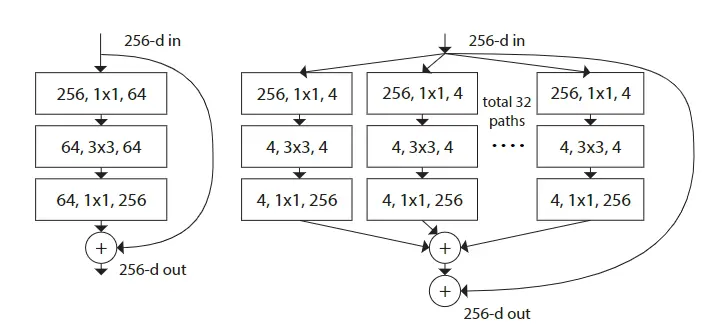 256-d in
256, 1x1, 64
64, 3x3, 64
64, 1x1, 256
+
256-d out
256-d in
256, 1x1, 4
256, 1x1, 4
total 32
paths
....
256, 1x1, 4
4, 3x3, 4
4, 3x3, 4
4, 3x3, 4
4, 1x1, 256
4, 1x1, 256
4, 1x1, 256
+
+
256-d out